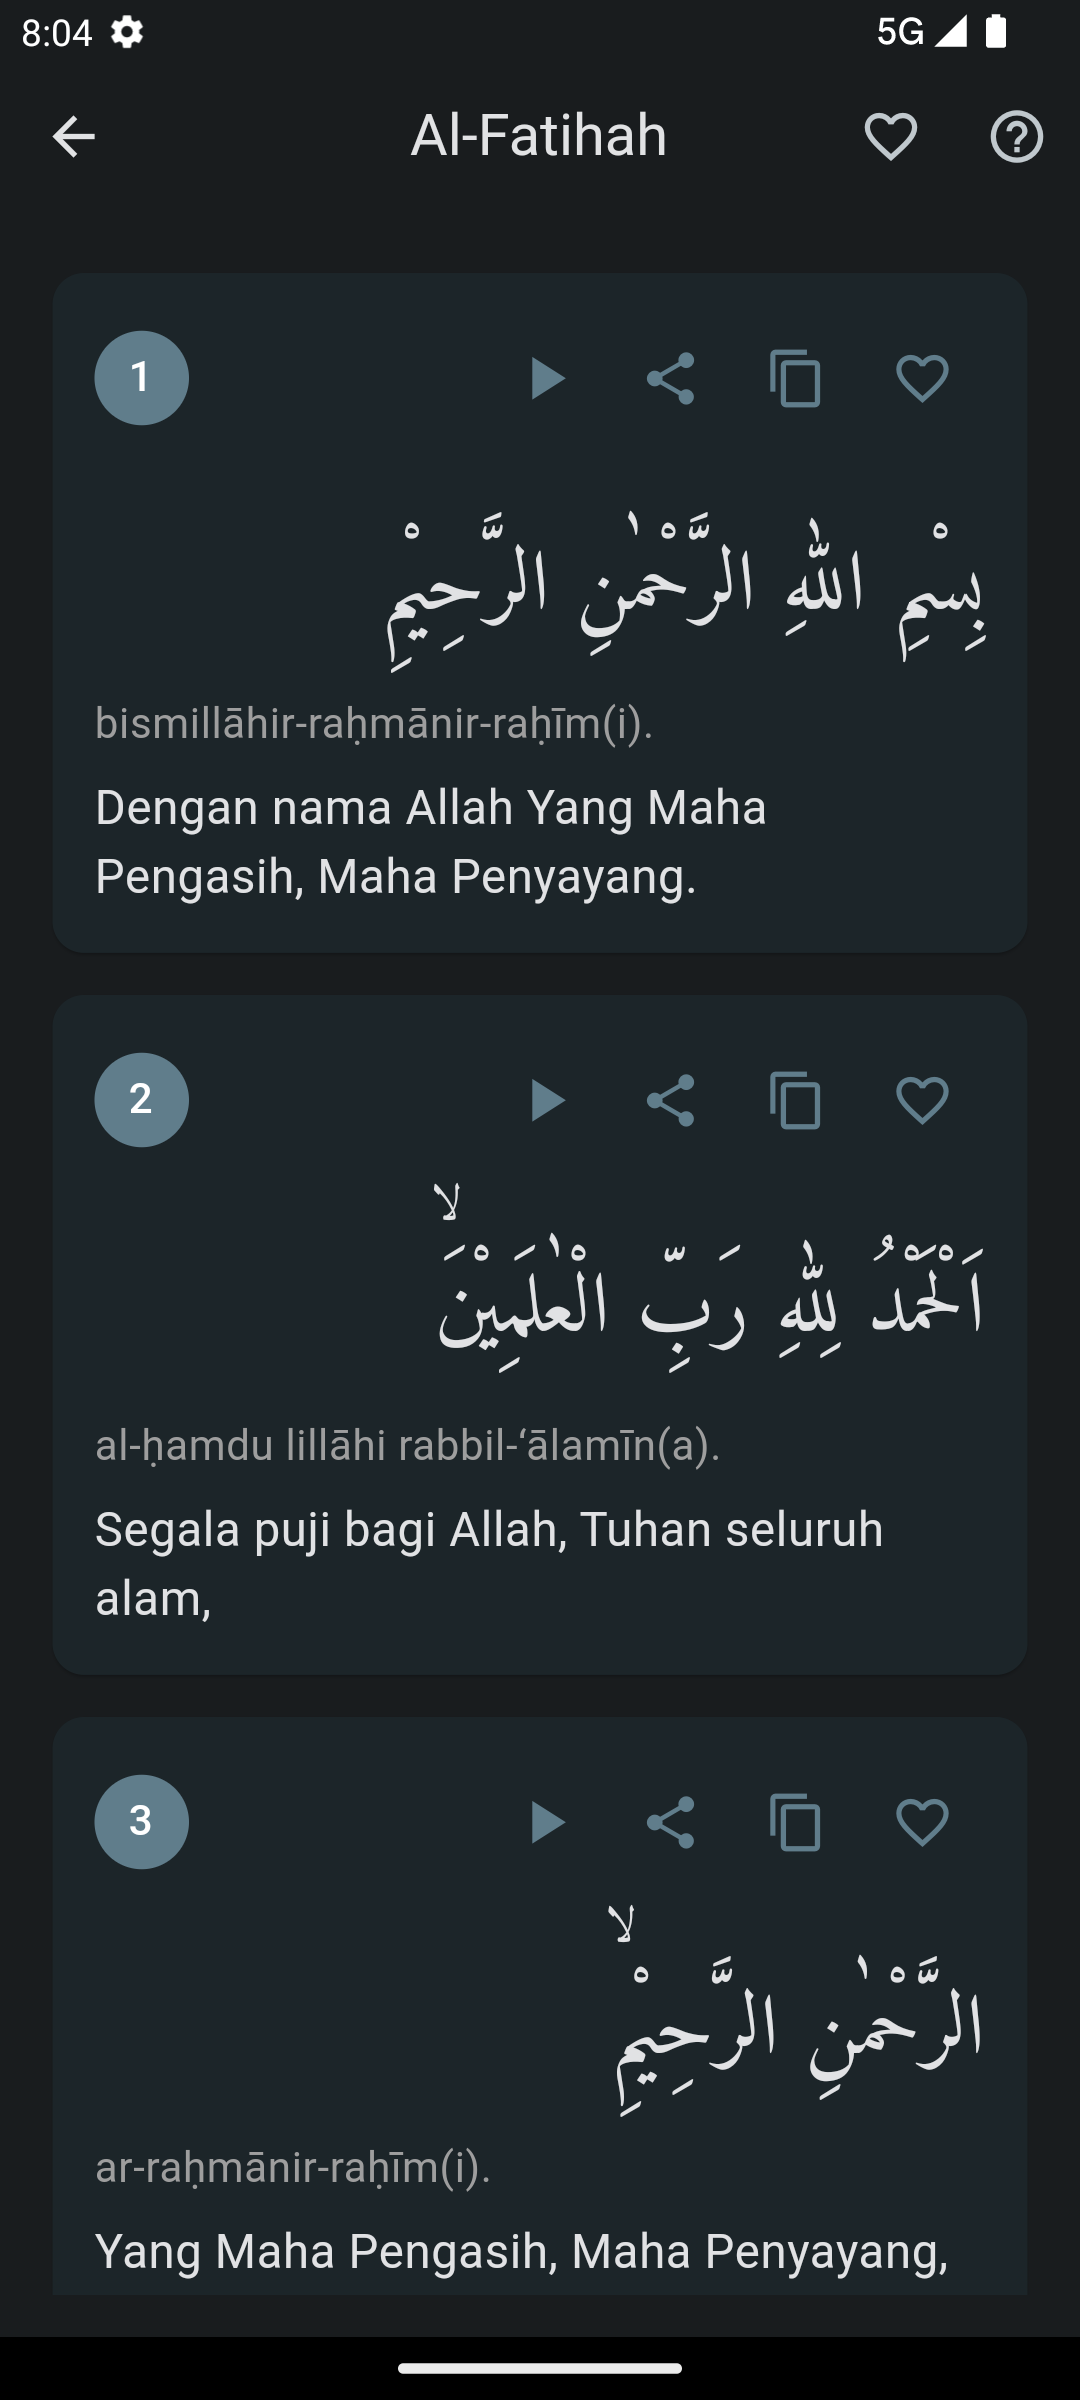 8:04
5G
Al-Fatihah
1
بِسْمِ اللّٰهِ الرَّحْمٰنِ الرَّحِيْمِ
bismillāhir-raḥmānir-raḥīm(i).
Dengan nama Allah Yang Maha
Pengasih, Maha Penyayang.
2
اَلْحَمْدُ لِلّٰهِ رَبِّ الْعٰلَمِيْنَۙ
al-ḥamdu lillāhi rabbil-‘ālamīn(a).
Segala puji bagi Allah, Tuhan seluruh
alam,
3
الرَّحْمٰنِ الرَّحِيْمِۙ
ar-raḥmānir-raḥīm(i).
Yang Maha Pengasih, Maha Penyayang,